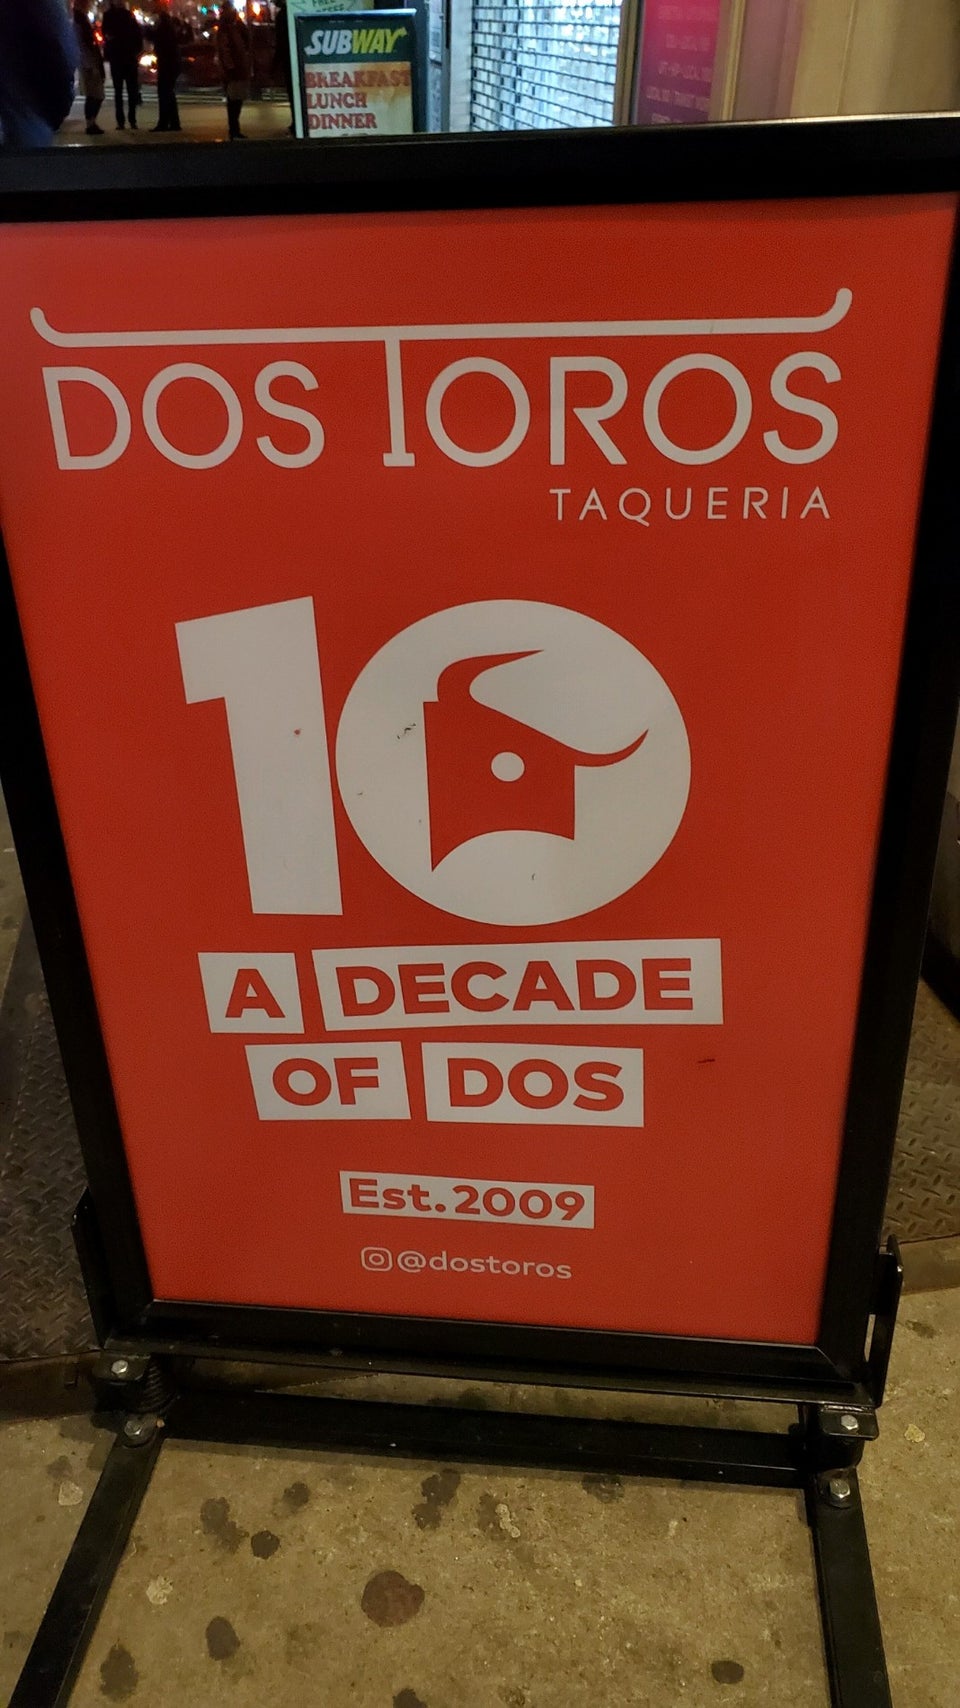 SUBWAY
BREAKFAST
LUNCH
DINNER
DOS TOROS
TAQUERIA
10
A DECADE
OF DOS
Est. 2009
@dostoros